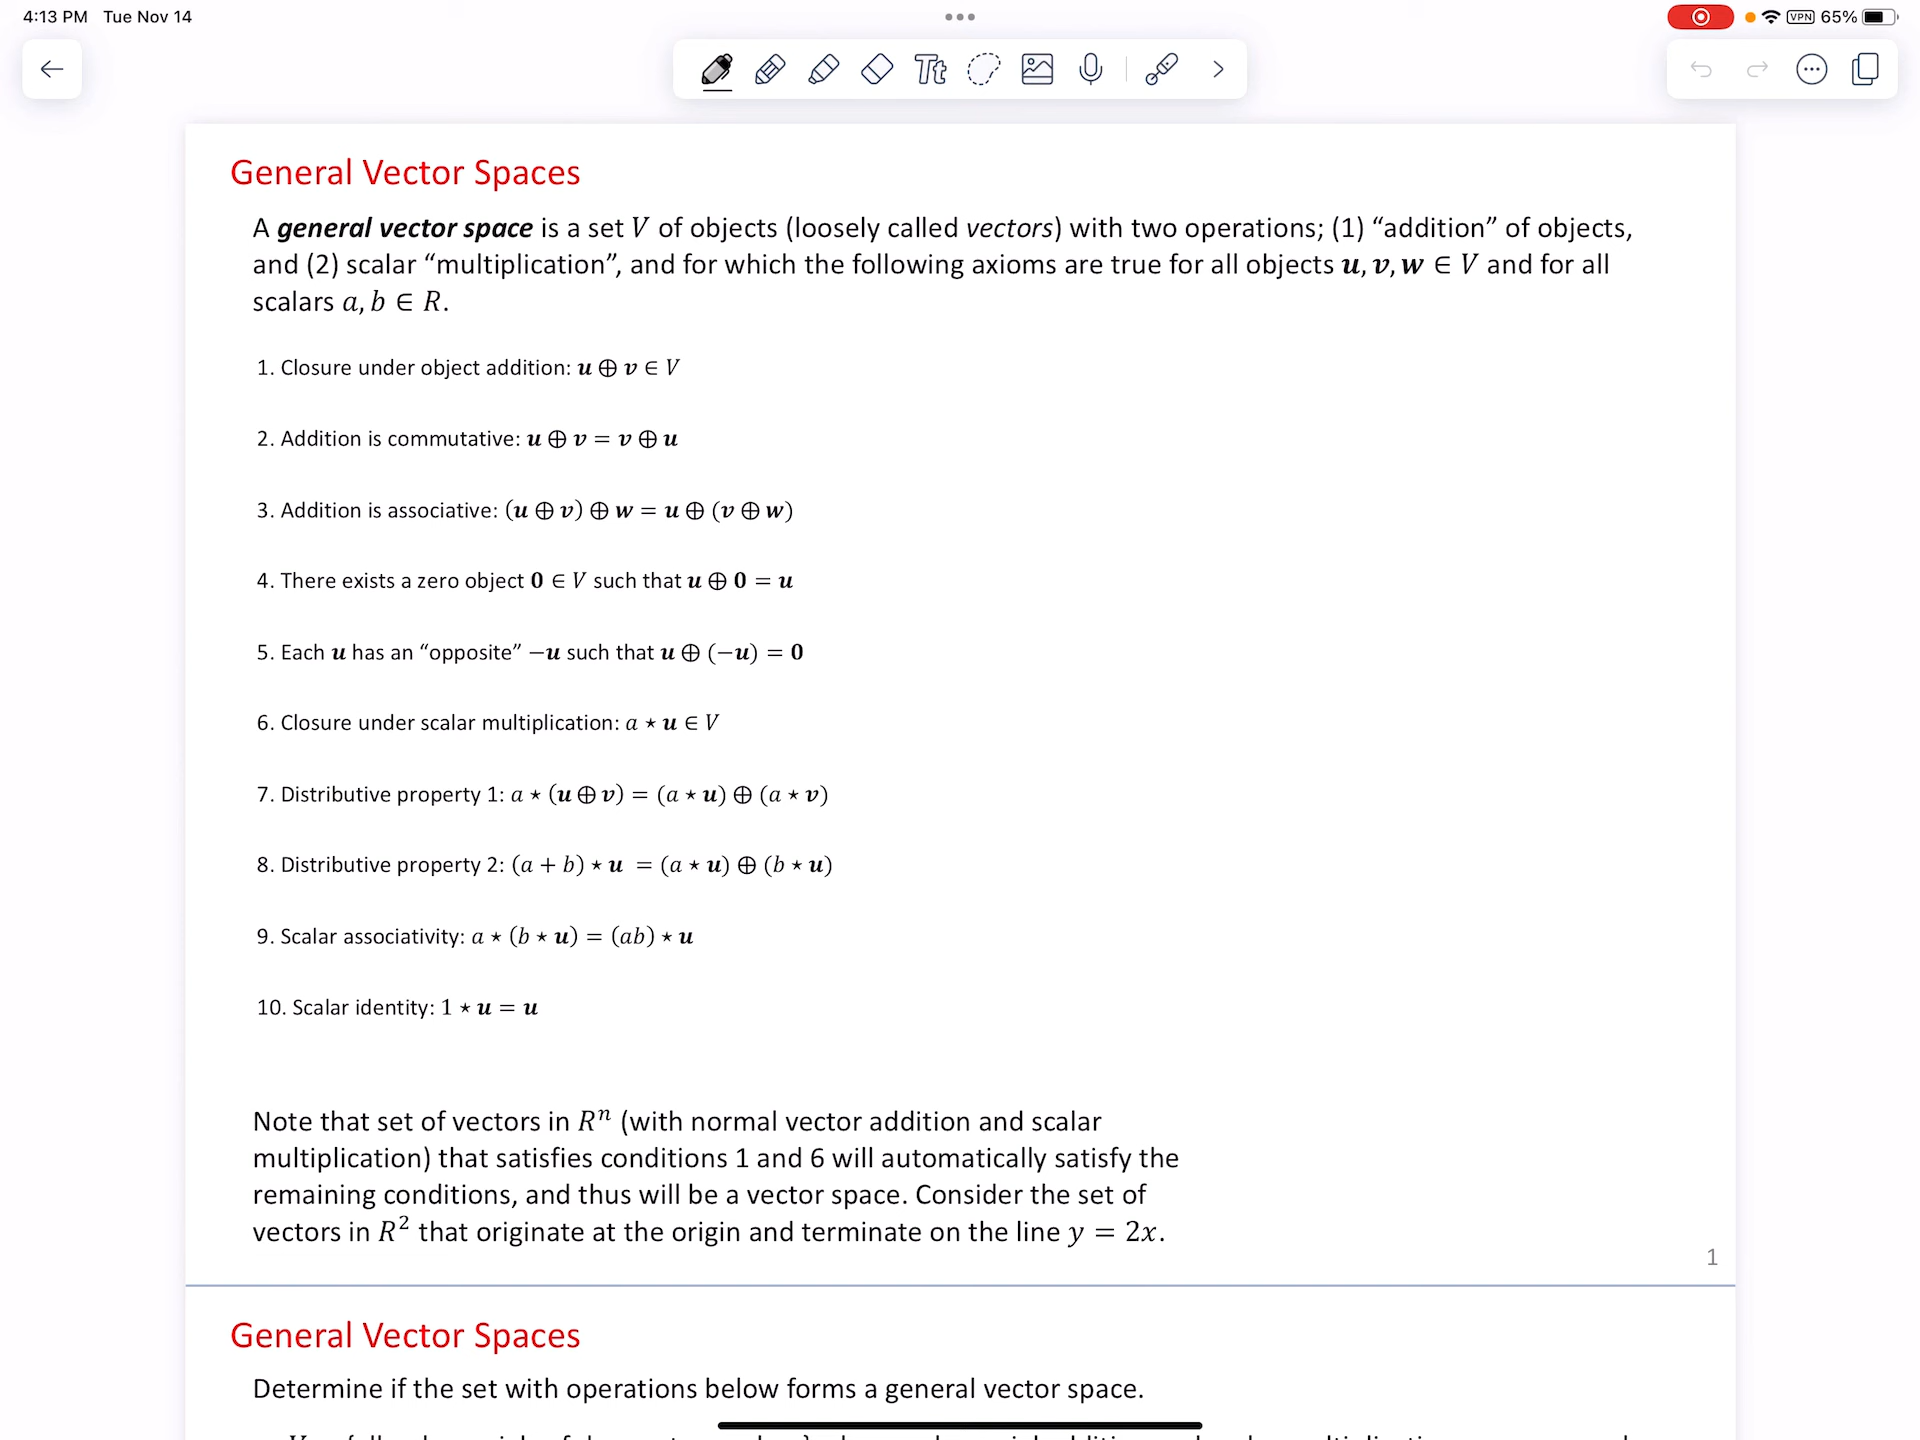 4:13 PM Tue Nov 14
VPN 65%
Tt
General Vector Spaces
A general vector space is a set V of objects (loosely called vectors) with two operations; (1) “addition” of objects,
and (2) scalar “multiplication”, and for which the following axioms are true for all objects u, v, w ∈ V and for all
scalars a, b ∈ R.
1. Closure under object addition: u ⊕ v ∈ V
2. Addition is commutative: u ⊕ v = v ⊕ u
3. Addition is associative: (u ⊕ v) ⊕ w = u ⊕ (v ⊕ w)
4. There exists a zero object 0 ∈ V such that u ⊕ 0 = u
5. Each u has an “opposite” −u such that u ⊕ (−u) = 0
6. Closure under scalar multiplication: a ⋆ u ∈ V
7. Distributive property 1: a ⋆ (u ⊕ v) = (a ⋆ u) ⊕ (a ⋆ v)
8. Distributive property 2: (a + b) ⋆ u = (a ⋆ u) ⊕ (b ⋆ u)
9. Scalar associativity: a ⋆ (b ⋆ u) = (ab) ⋆ u
10. Scalar identity: 1 ⋆ u = u
Note that set of vectors in Rⁿ (with normal vector addition and scalar
multiplication) that satisfies conditions 1 and 6 will automatically satisfy the
remaining conditions, and thus will be a vector space. Consider the set of
vectors in R² that originate at the origin and terminate on the line y = 2x.
1
General Vector Spaces
Determine if the set with operations below forms a general vector space.